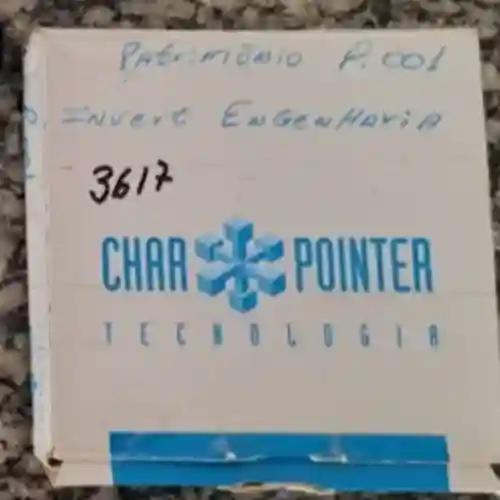 PATRIMÔNIO P.001
INVERT ENGENHARIA
3617
CHAR POINTER
TECNOLOGIA